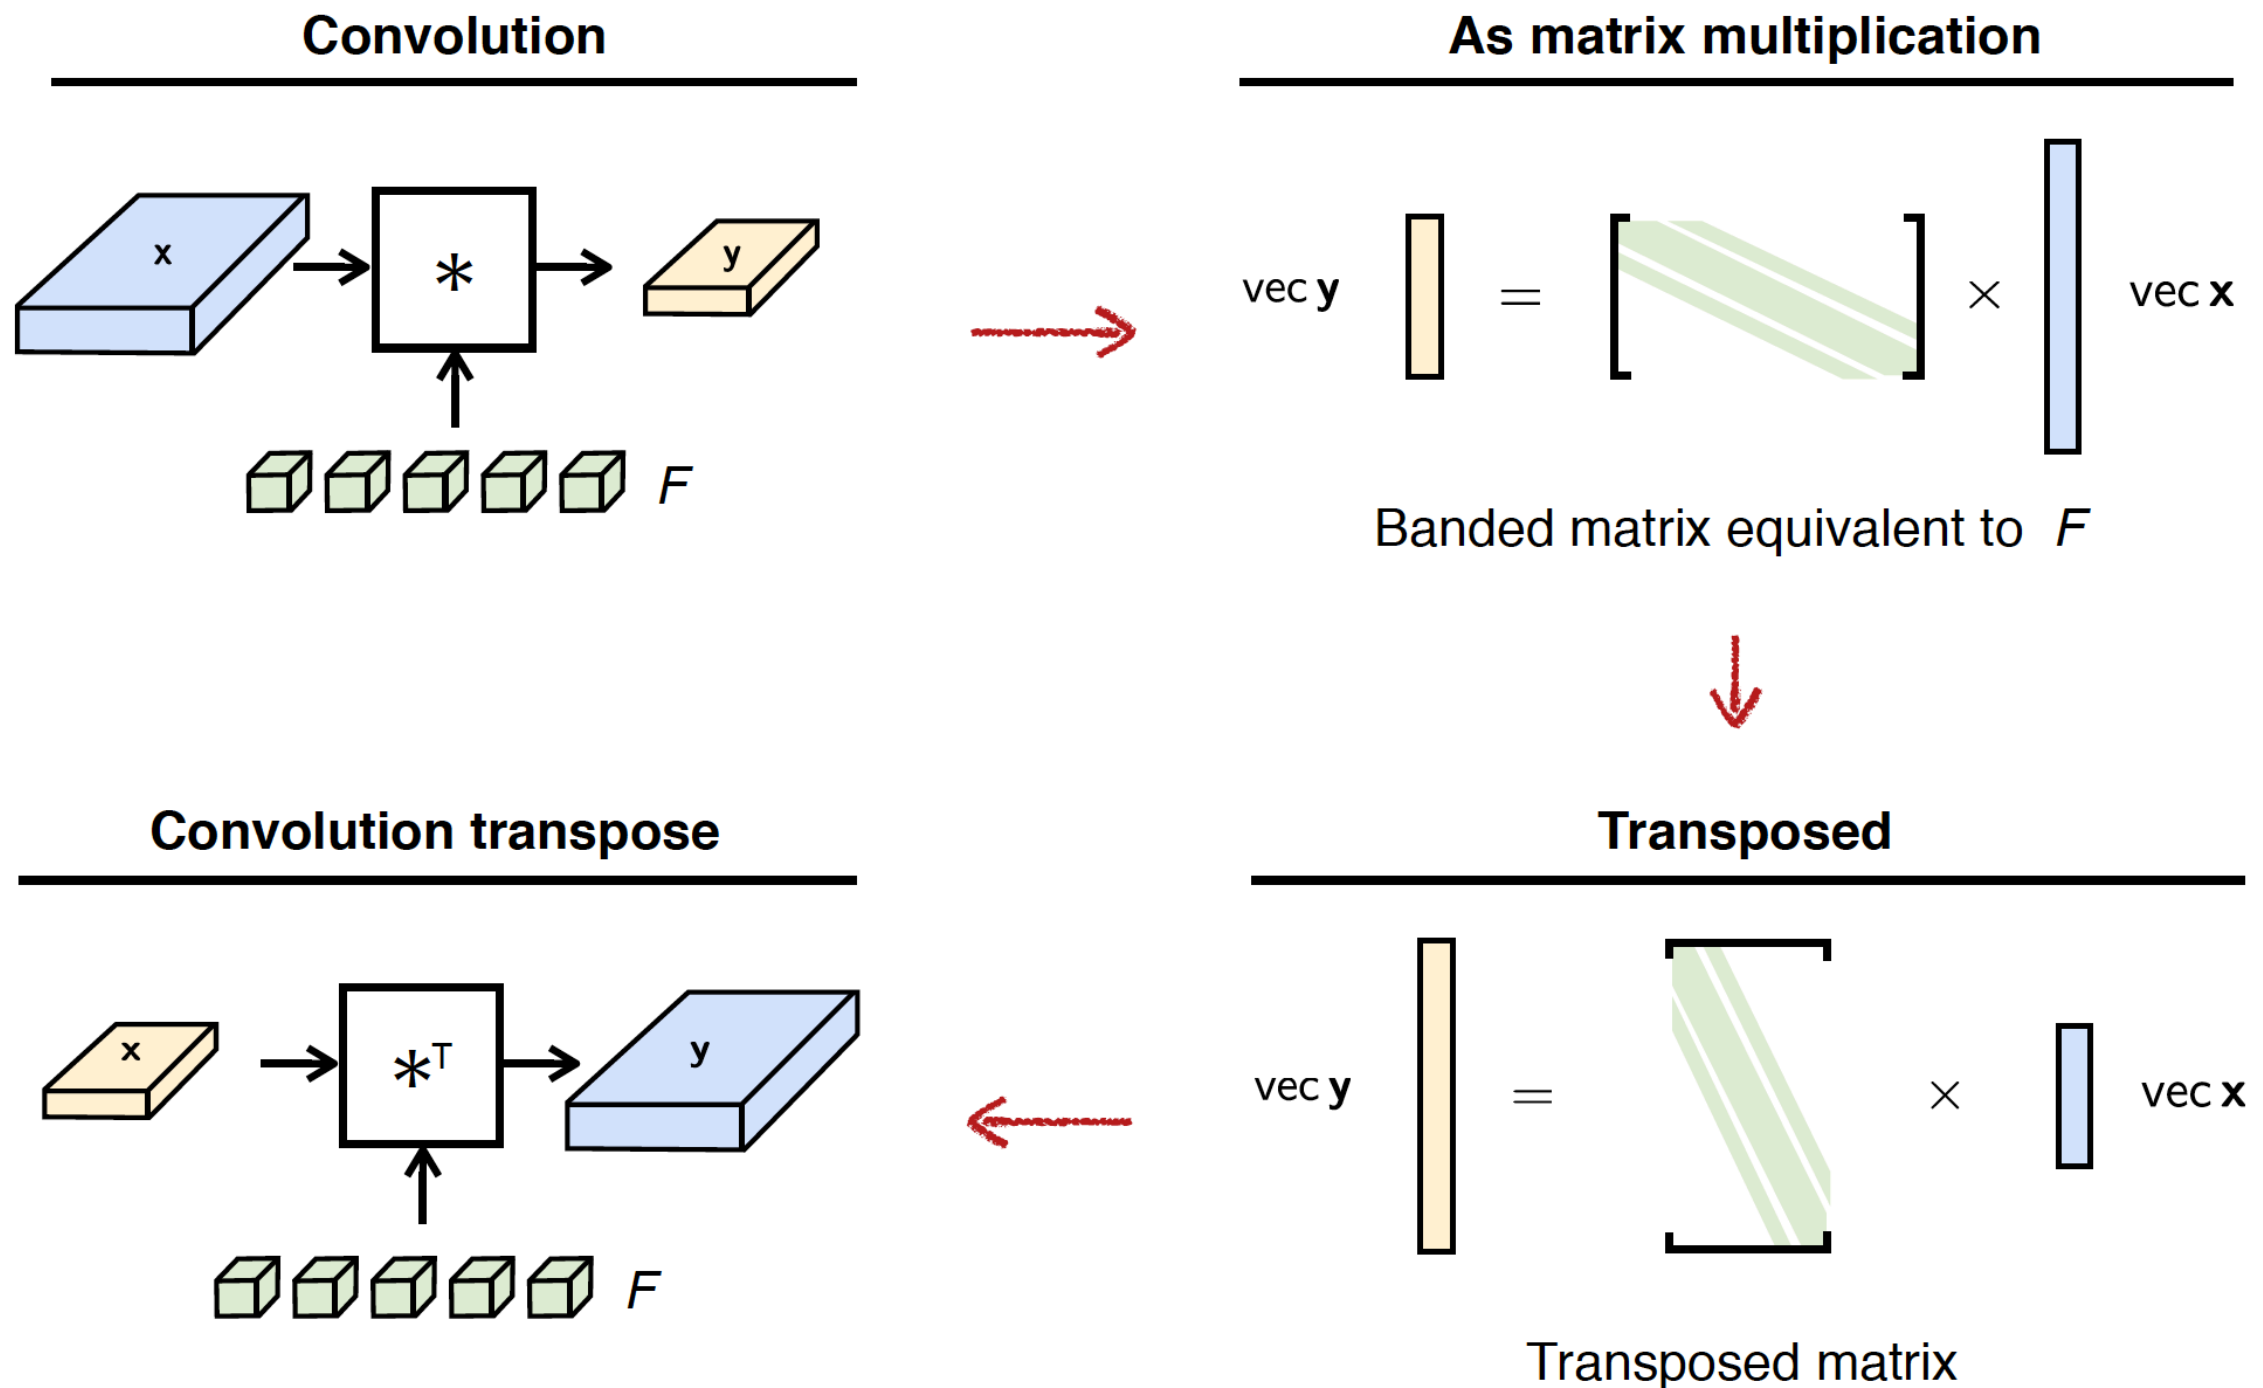 Convolution
x
*
y
F
As matrix multiplication
vec y
=
×
vec x
Banded matrix equivalent to F
Convolution transpose
x
*ᵀ
y
F
Transposed
vec y
=
×
vec x
Transposed matrix